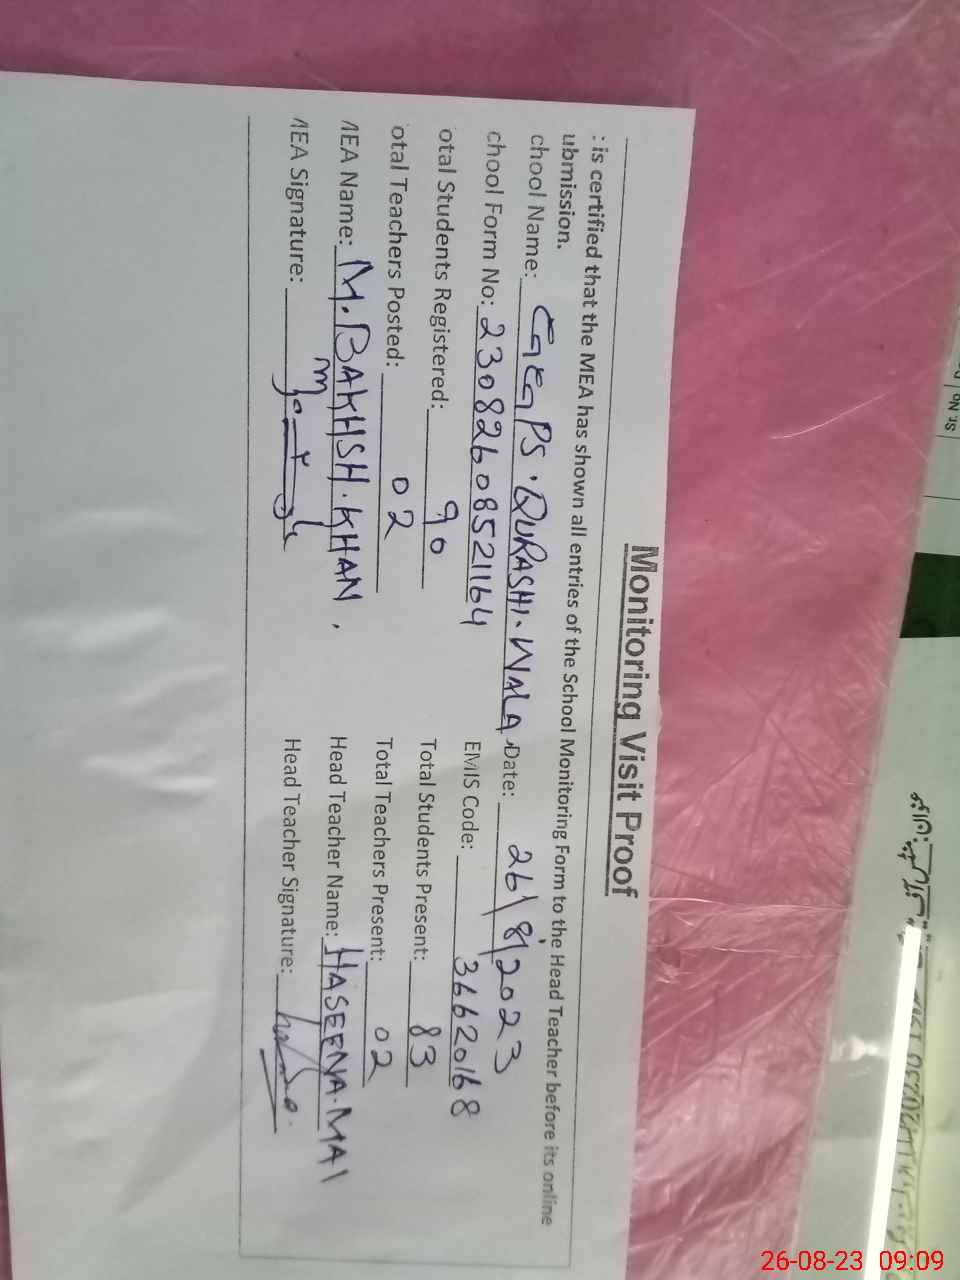 Monitoring Visit Proof
: is certified that the MEA has shown all entries of the School Monitoring Form to the Head Teacher before its online
ubmission.
chool Name: GGPS. QURASHI. WALA. Date: 26/8/2023
chool Form No: 23082608521164 EMIS Code: 36620168
otal Students Registered: 90 Total Students Present: 83
otal Teachers Posted: 02 Total Teachers Present: 02
MEA Name: M. BAKHSH. KHAN. Head Teacher Name: HASEENA. MAI
MEA Signature: Head Teacher Signature:
Sr. No
26-08-23 09:09